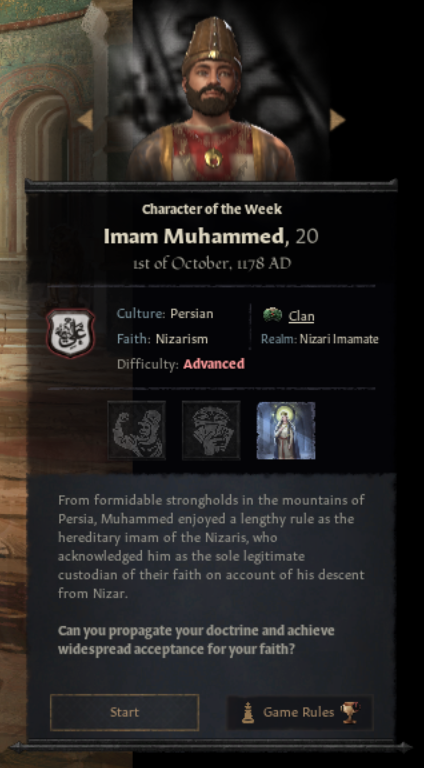 Character of the Week
Imam Muhammed, 20
1st of October, 1178 AD
Culture: Persian
Clan
Faith: Nizarism
Realm: Nizari Imamate
Difficulty: Advanced
From formidable strongholds in the mountains of
Persia, Muhammed enjoyed a lengthy rule as the
hereditary imam of the Nizaris, who
acknowledged him as the sole legitimate
custodian of their faith on account of his descent
from Nizar.
Can you propagate your doctrine and achieve
widespread acceptance for your faith?
Start
Game Rules